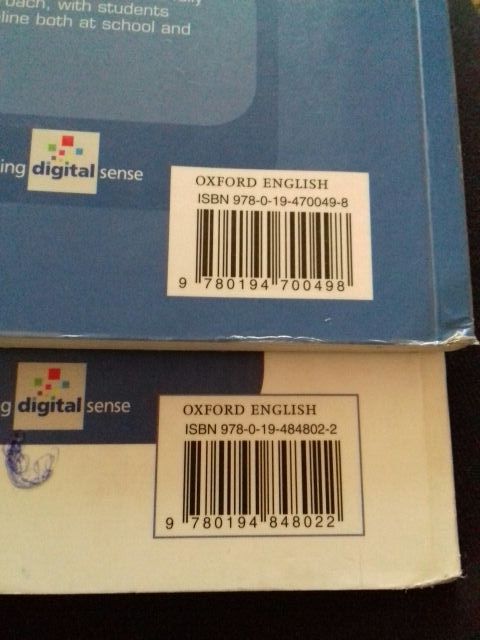 oach, with students
line both at school and
ing digital sense
OXFORD ENGLISH
ISBN 978-0-19-470049-8
9 780194 700498
g digital sense
OXFORD ENGLISH
ISBN 978-0-19-484802-2
9 780194 848022